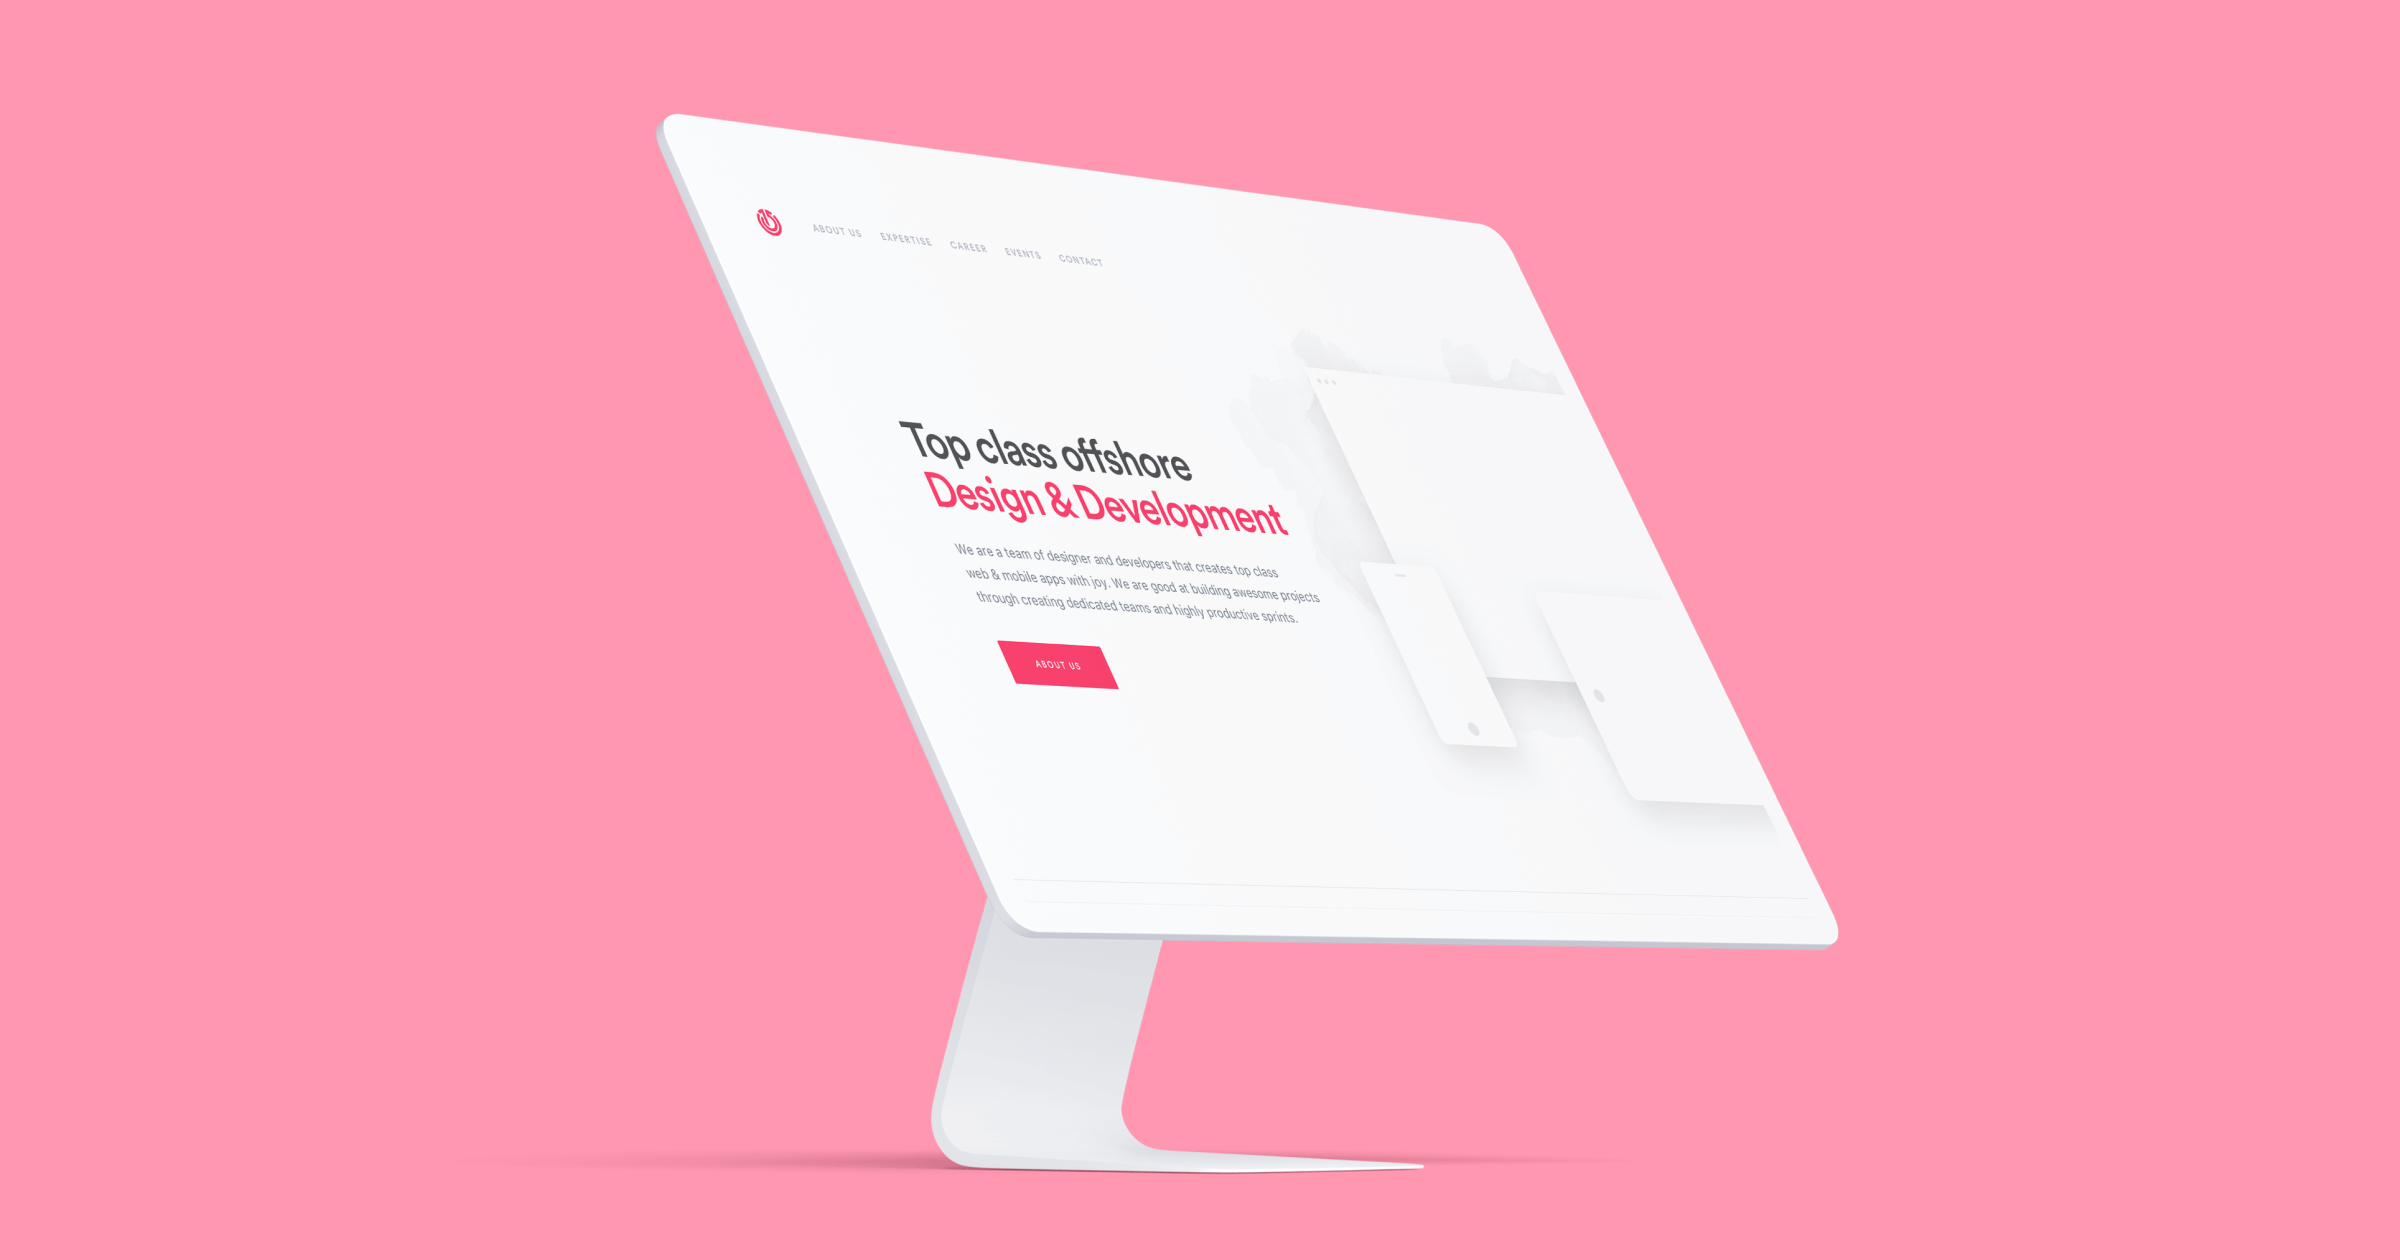 ABOUT US EXPERTISE CAREER EVENTS CONTACT
Top class offshore
Design & Development
We are a team of designer and developers that creates top class
web & mobile apps with joy. We are good at building awesome projects
through creating dedicated teams and highly productive sprints.
ABOUT US